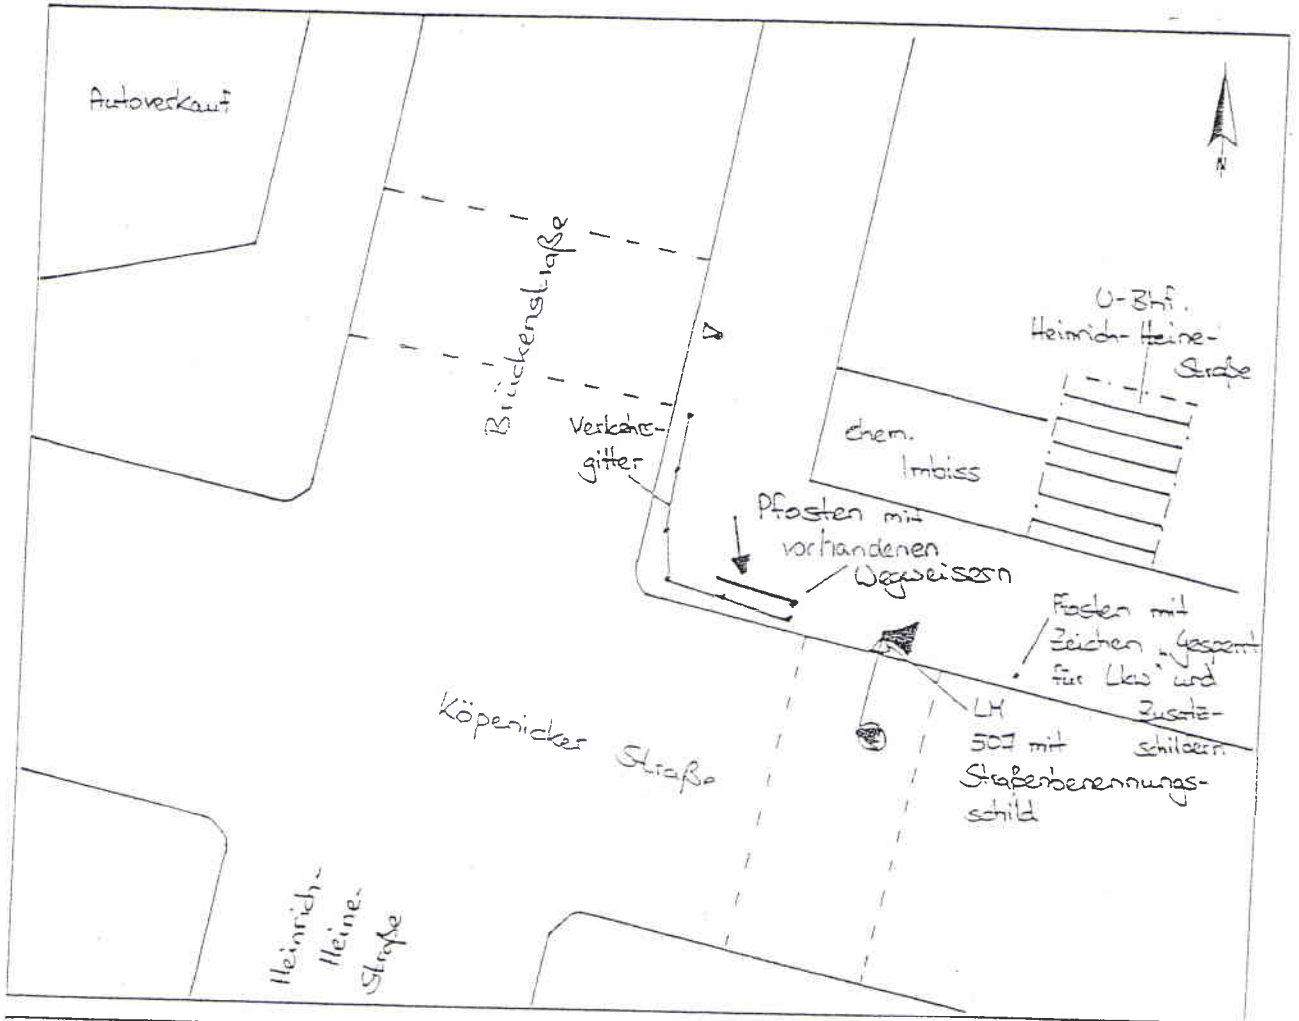 Autoverkauf
N
Brückenstraße
U-Bhf.
Heinrich-Heine-
Straße
Verkehrs-
gitter
ehem.
Imbiss
Pfosten mit
vorhandenen
Wegweisern
Pfosten mit
Zeichen „Gesperrt
für Lkw" und
Zusatz-
schildern
LM
507 mit
Straßenbenennungs-
schild
Köpenicker Straße
Heinrich-
Heine-
Straße